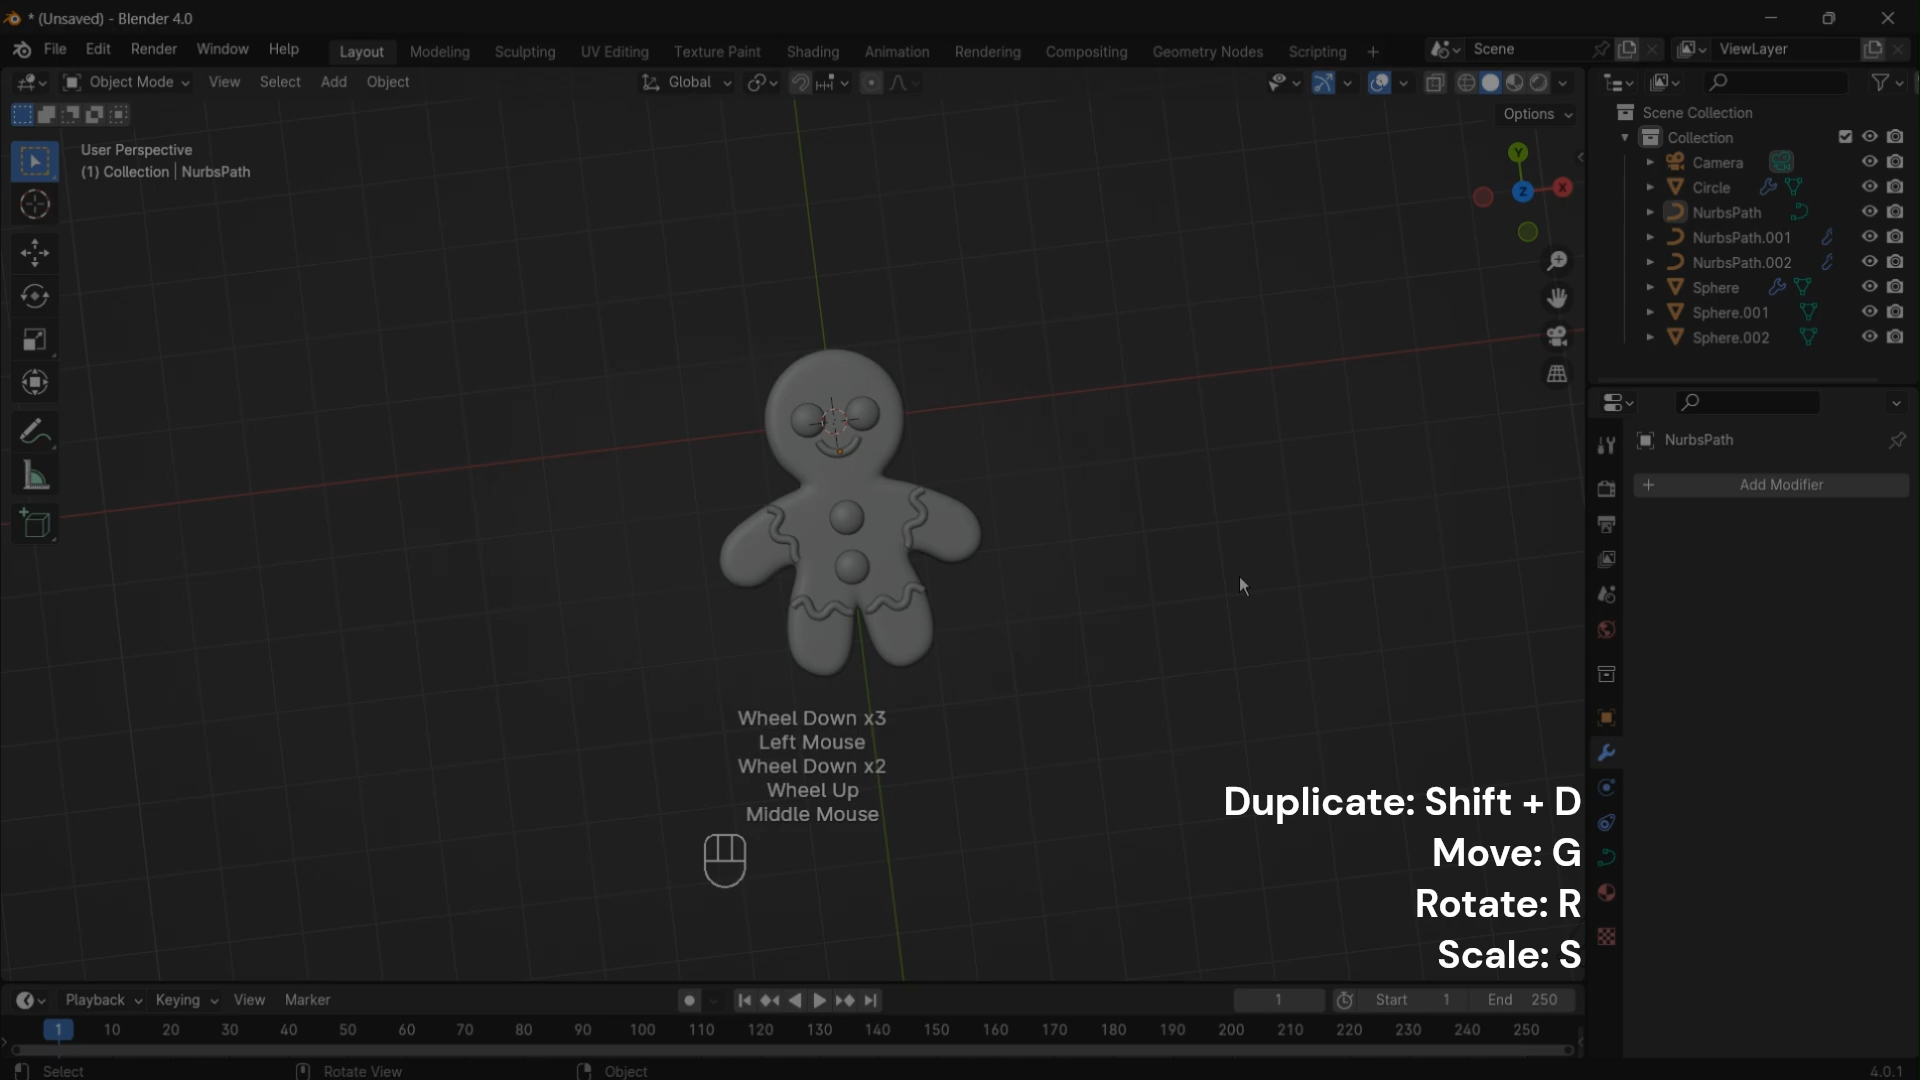 * (Unsaved) - Blender 4.0
File Edit Render Window Help Layout Modeling Sculpting UV Editing Texture Paint Shading Animation Rendering Compositing Geometry Nodes Scripting + Scene ViewLayer
Object Mode View Select Add Object Global
Options
User Perspective
(1) Collection | NurbsPath
Y
X
Z
Scene Collection
Collection
Camera
Circle
NurbsPath
NurbsPath.001
NurbsPath.002
Sphere
Sphere.001
Sphere.002
NurbsPath
+ Add Modifier
Wheel Down x3
Left Mouse
Wheel Down x2
Wheel Up
Middle Mouse
Duplicate: Shift + D
Move: G
Rotate: R
Scale: S
Playback Keying View Marker 1 Start 1 End 250
1 10 20 30 40 50 60 70 80 90 100 110 120 130 140 150 160 170 180 190 200 210 220 230 240 250
Select Rotate View Object 4.0.1